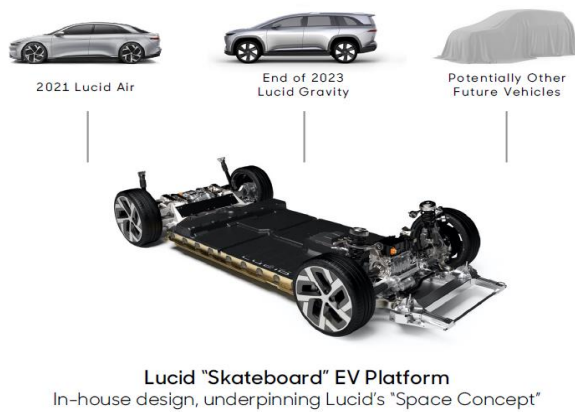 2021 Lucid Air
End of 2023
Lucid Gravity
Potentially Other
Future Vehicles
LUCID
Lucid “Skateboard” EV Platform
In-house design, underpinning Lucid’s “Space Concept”